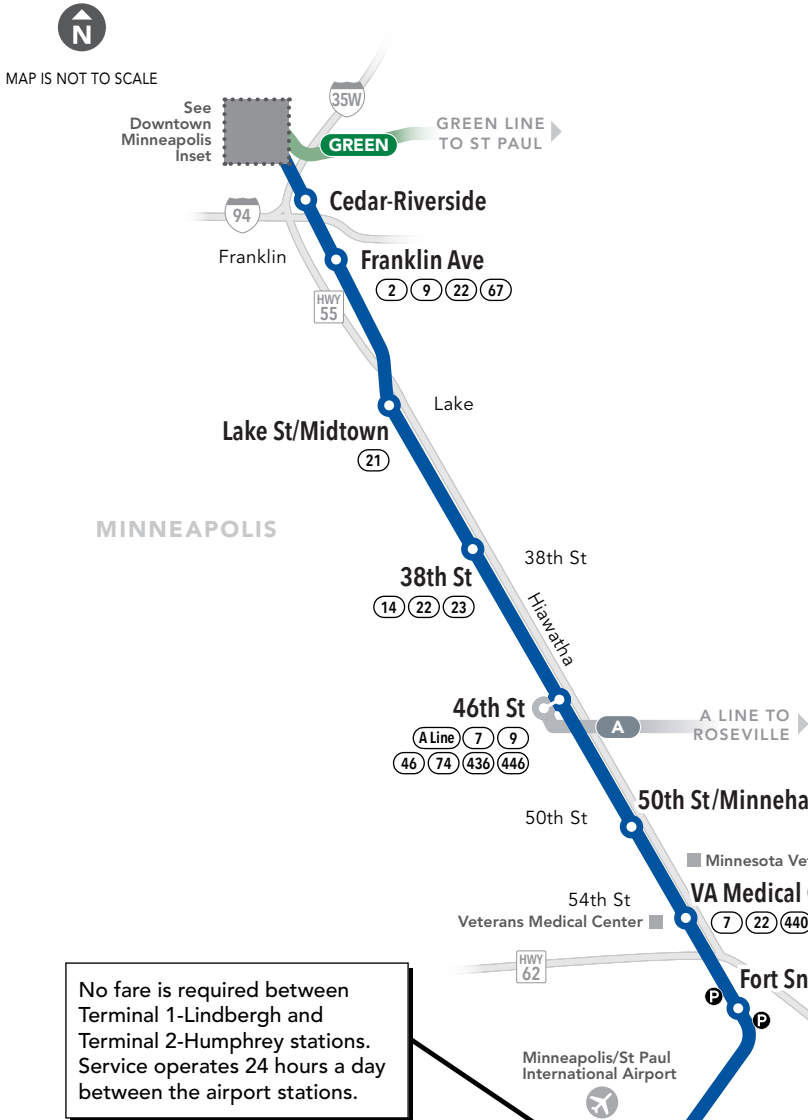 N
MAP IS NOT TO SCALE
See
Downtown
Minneapolis
Inset
35W
GREEN
GREEN LINE
TO ST PAUL
Cedar-Riverside
94
Franklin
Franklin Ave
2 9 22 67
HWY
55
Lake
Lake St/Midtown
21
MINNEAPOLIS
38th St
38th St
14 22 23
Hiawatha
46th St
A Line 7 9
46 74 436 446
A
A LINE TO
ROSEVILLE
50th St/Minneha
50th St
Minnesota Ve
54th St
VA Medical
Veterans Medical Center
7 22 440
HWY
62
Fort Sn
P
P
No fare is required between
Terminal 1-Lindbergh and
Terminal 2-Humphrey stations.
Service operates 24 hours a day
between the airport stations.
Minneapolis/St Paul
International Airport